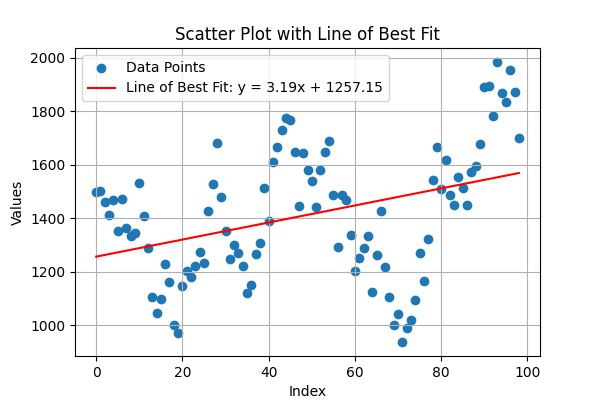 Scatter Plot with Line of Best Fit
Data Points
Line of Best Fit: y = 3.19x + 1257.15
Values
2000
1800
1600
1400
1200
1000
0 20 40 60 80 100
Index